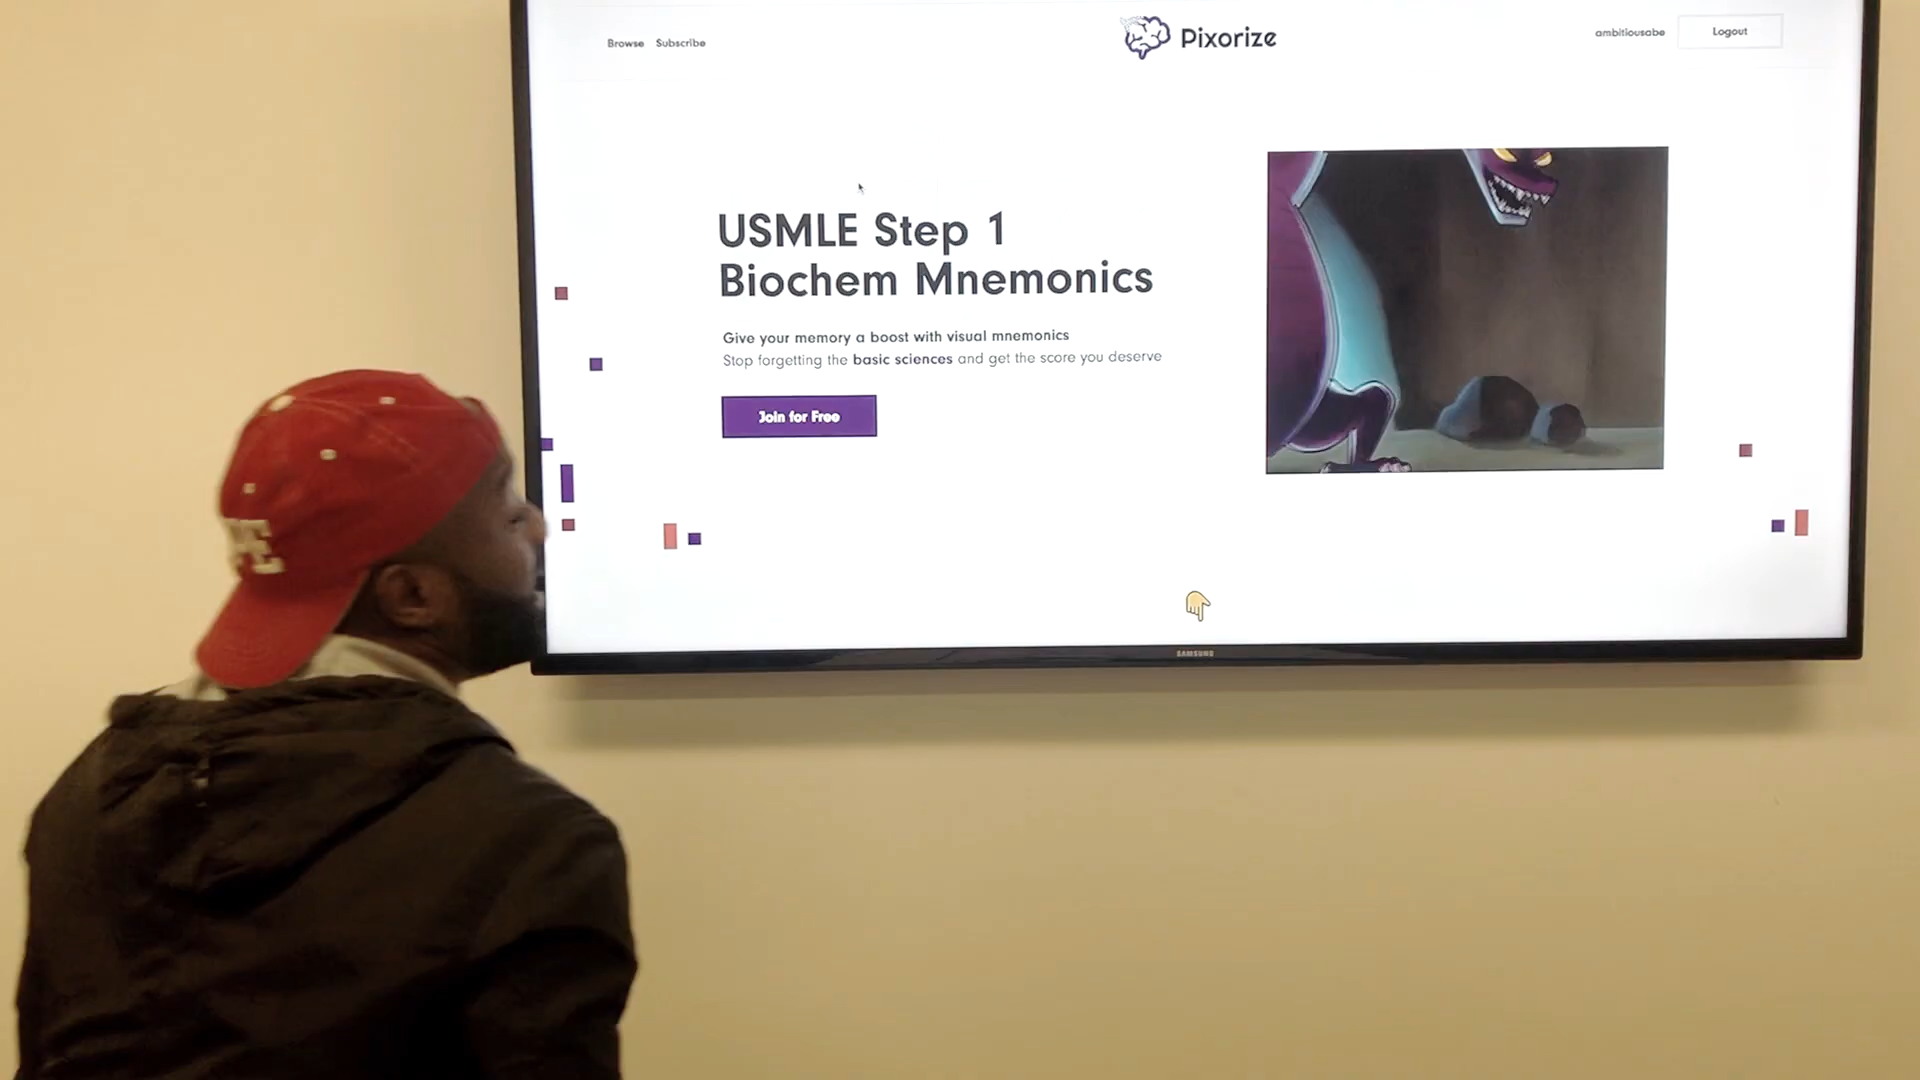 Browse Subscribe
Pixorize
ambitiousabe
Logout
USMLE Step 1
Biochem Mnemonics
Give your memory a boost with visual mnemonics
Stop forgetting the basic sciences and get the score you deserve
Join for Free
SAMSUNG